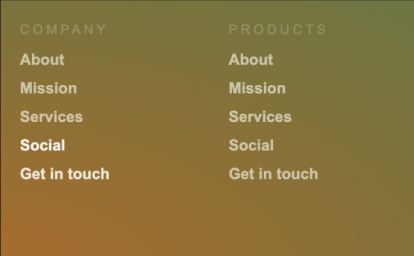 COMPANY
About
Mission
Services
Social
Get in touch
PRODUCTS
About
Mission
Services
Social
Get in touch